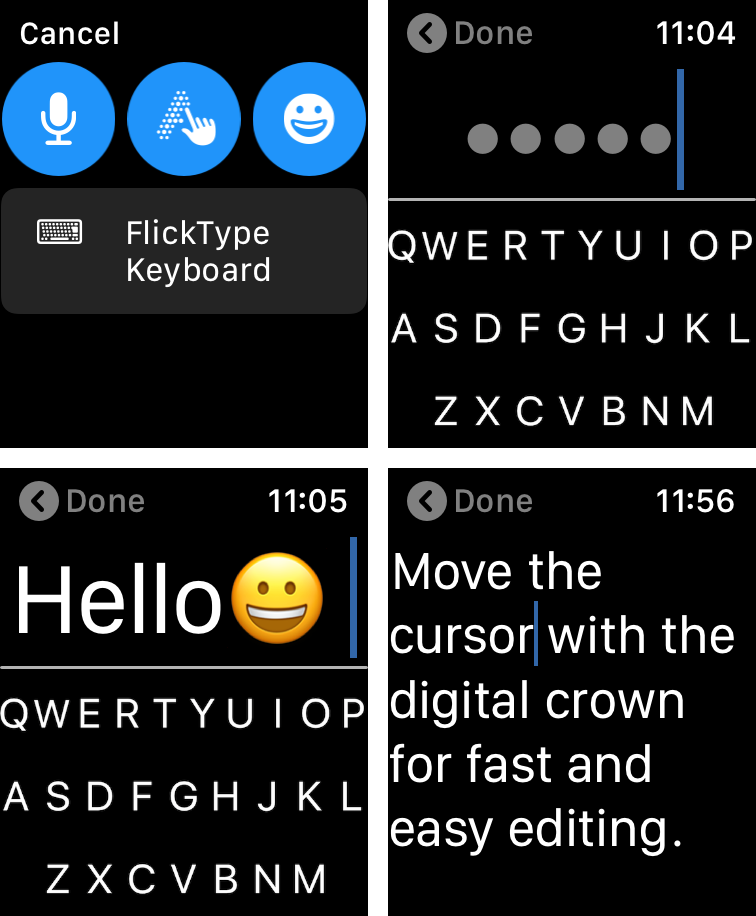 Cancel
FlickType
Keyboard
Done 11:04
●●●●●
QWERTYUIOP
ASDFGHJKL
ZXCVBNM
Done 11:05
Hello😀
QWERTYUIOP
ASDFGHJKL
ZXCVBNM
Done 11:56
Move the
cursor with the
digital crown
for fast and
easy editing.